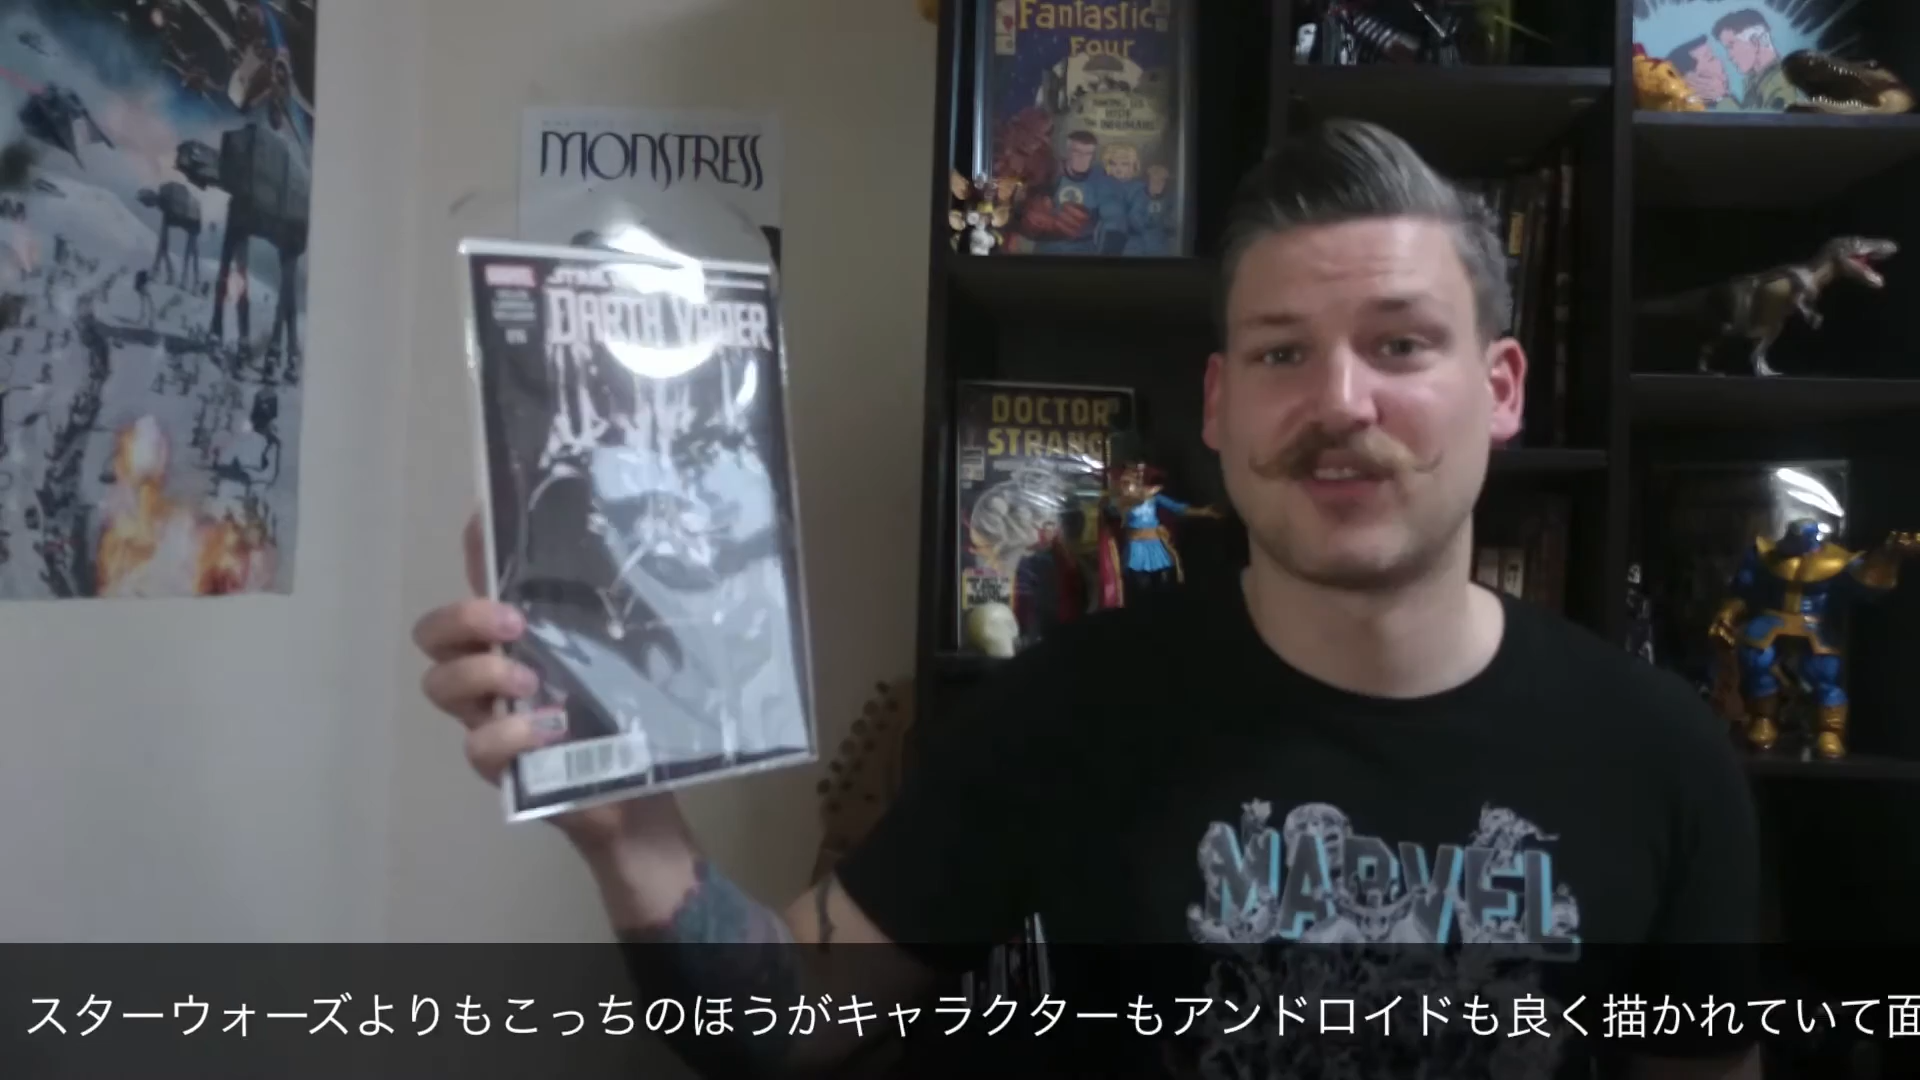 Fantastic
Four
MONSTRESS
MARVEL
STAR
DARTH VADER
DOCTOR
STRANG
MARVEL
スターウォーズよりもこっちのほうがキャラクターもアンドロイドも良く描かれていて面